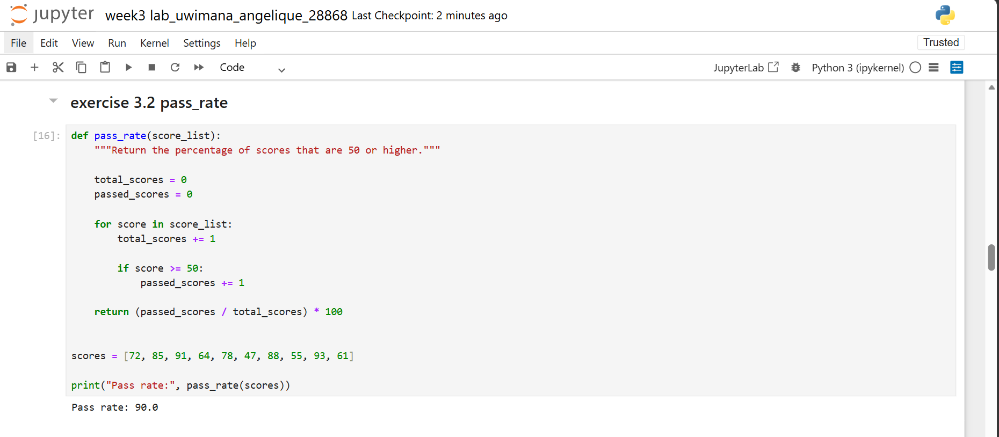 jupyter week3 lab_uwimana_angelique_28868 Last Checkpoint: 2 minutes ago
File Edit View Run Kernel Settings Help Trusted
Code JupyterLab Python 3 (ipykernel)
exercise 3.2 pass_rate
[16]: def pass_rate(score_list):
    """Return the percentage of scores that are 50 or higher."""
    total_scores = 0
    passed_scores = 0
    for score in score_list:
        total_scores += 1
        if score >= 50:
            passed_scores += 1
    return (passed_scores / total_scores) * 100
scores = [72, 85, 91, 64, 78, 47, 88, 55, 93, 61]
print("Pass rate:", pass_rate(scores))
Pass rate: 90.0